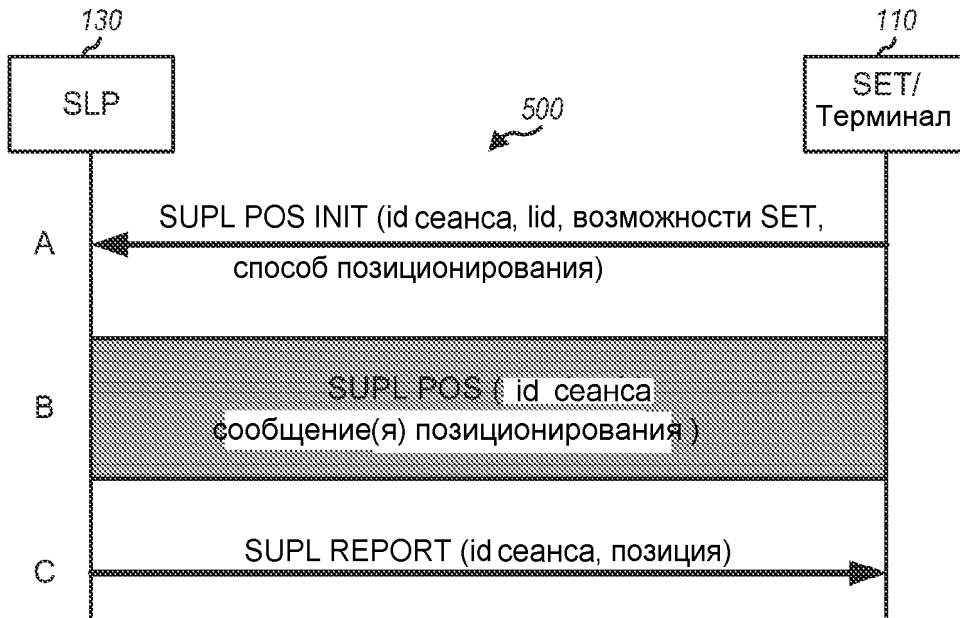 130
110
SLP
SET/
Терминал
500
SUPL POS INIT (id сеанса, lid, возможности SET,
способ позиционирования)
A
SUPL POS ( id сеанса
сообщение(я) позиционирования )
B
SUPL REPORT (id сеанса, позиция)
C